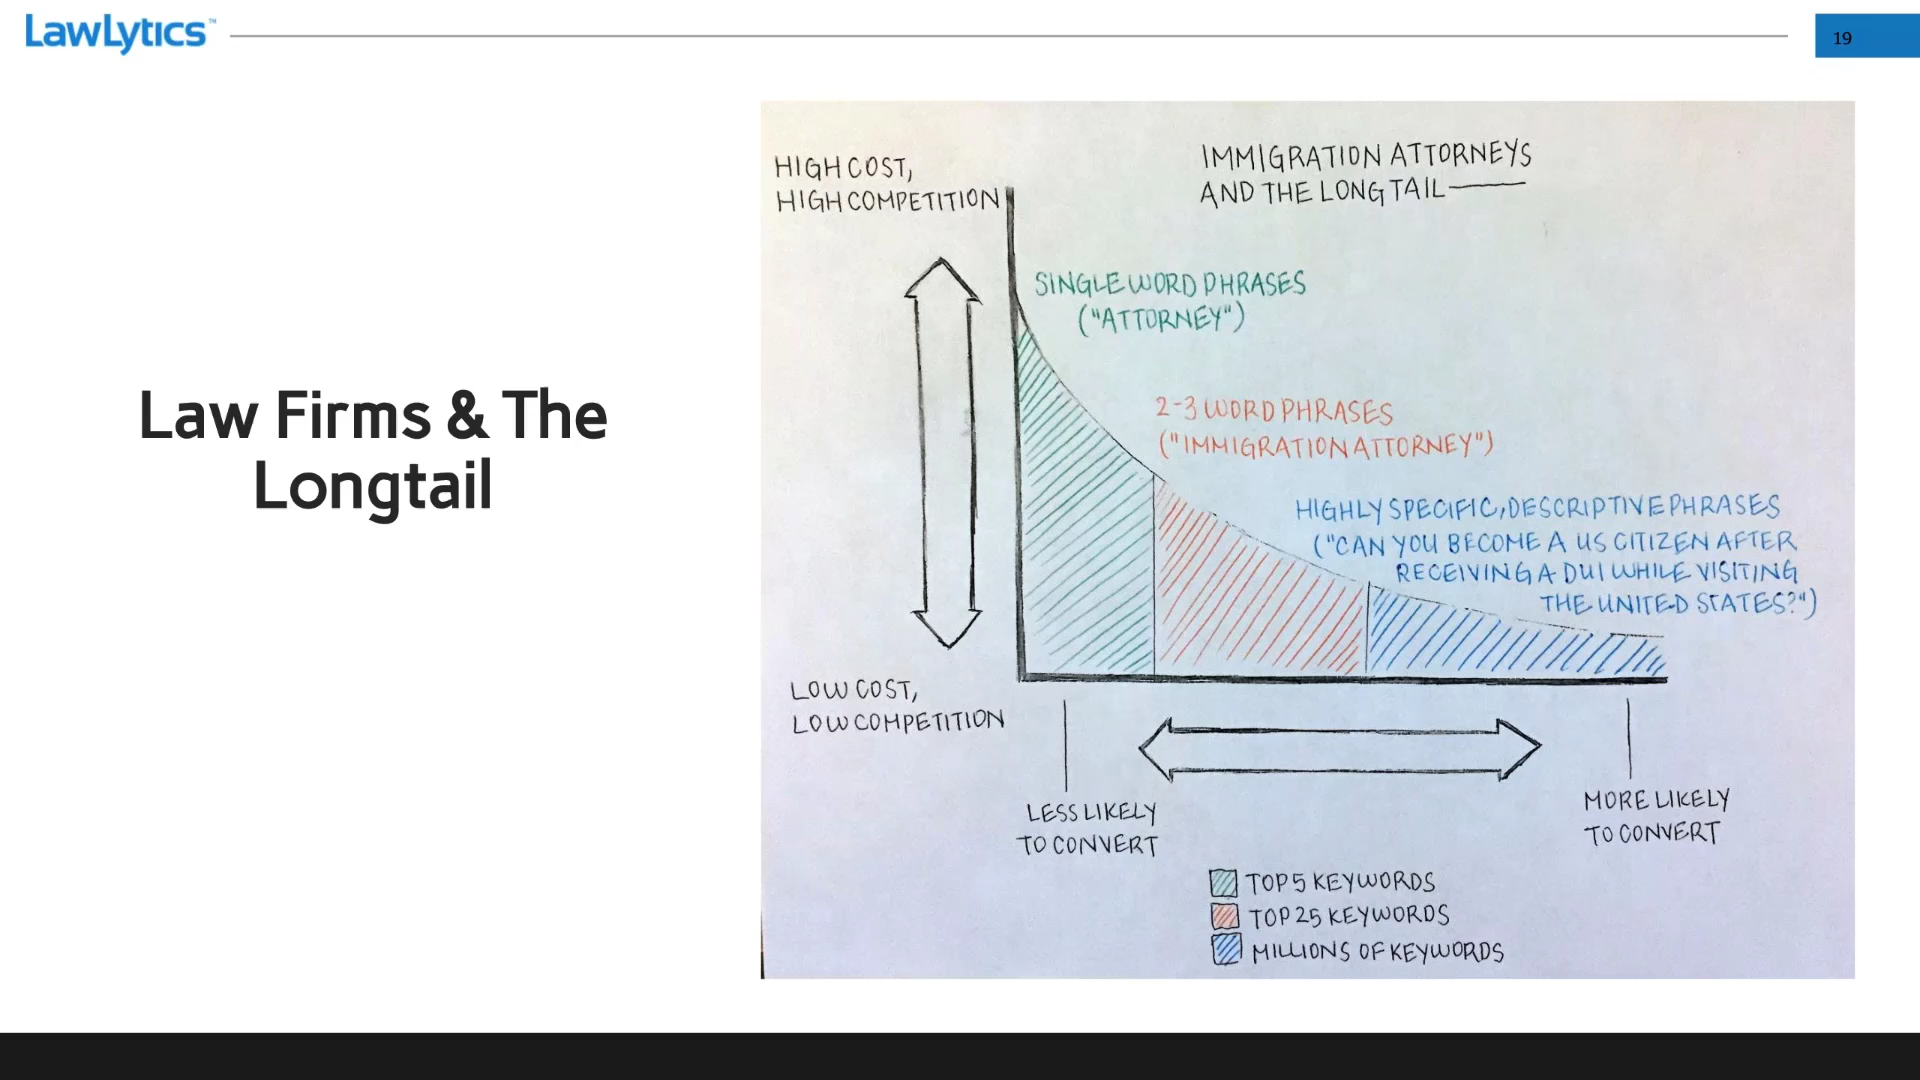 LawLytics™
19
Law Firms & The
Longtail
IMMIGRATION ATTORNEYS
AND THE LONG TAIL
HIGH COST,
HIGH COMPETITION
SINGLE WORD PHRASES
("ATTORNEY")
2-3 WORD PHRASES
("IMMIGRATION ATTORNEY")
HIGHLY SPECIFIC, DESCRIPTIVE PHRASES
("CAN YOU BECOME A US CITIZEN AFTER
RECEIVING A DUI WHILE VISITING
THE UNITED STATES?")
LOW COST,
LOW COMPETITION
LESS LIKELY
TO CONVERT
MORE LIKELY
TO CONVERT
TOP 5 KEYWORDS
TOP 25 KEYWORDS
MILLIONS OF KEYWORDS